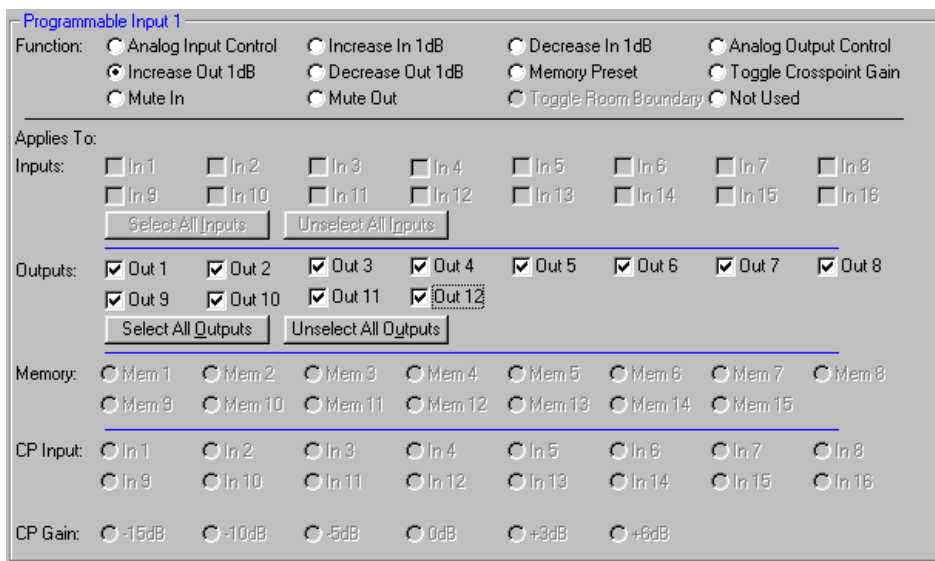 Programmable Input 1
Function: Analog Input Control Increase In 1dB Decrease In 1dB Analog Output Control
Increase Out 1dB Decrease Out 1dB Memory Preset Toggle Crosspoint Gain
Mute In Mute Out Toggle Room Boundary Not Used
Applies To:
Inputs: In 1 In 2 In 3 In 4 In 5 In 6 In 7 In 8
In 9 In 10 In 11 In 12 In 13 In 14 In 15 In 16
Select All Inputs Unselect All Inputs
Outputs: Out 1 Out 2 Out 3 Out 4 Out 5 Out 6 Out 7 Out 8
Out 9 Out 10 Out 11 Out 12
Select All Outputs Unselect All Outputs
Memory: Mem 1 Mem 2 Mem 3 Mem 4 Mem 5 Mem 6 Mem 7 Mem 8
Mem 9 Mem 10 Mem 11 Mem 12 Mem 13 Mem 14 Mem 15
CP Input: In 1 In 2 In 3 In 4 In 5 In 6 In 7 In 8
In 9 In 10 In 11 In 12 In 13 In 14 In 15 In 16
CP Gain: -15dB -10dB -5dB 0dB +3dB +6dB